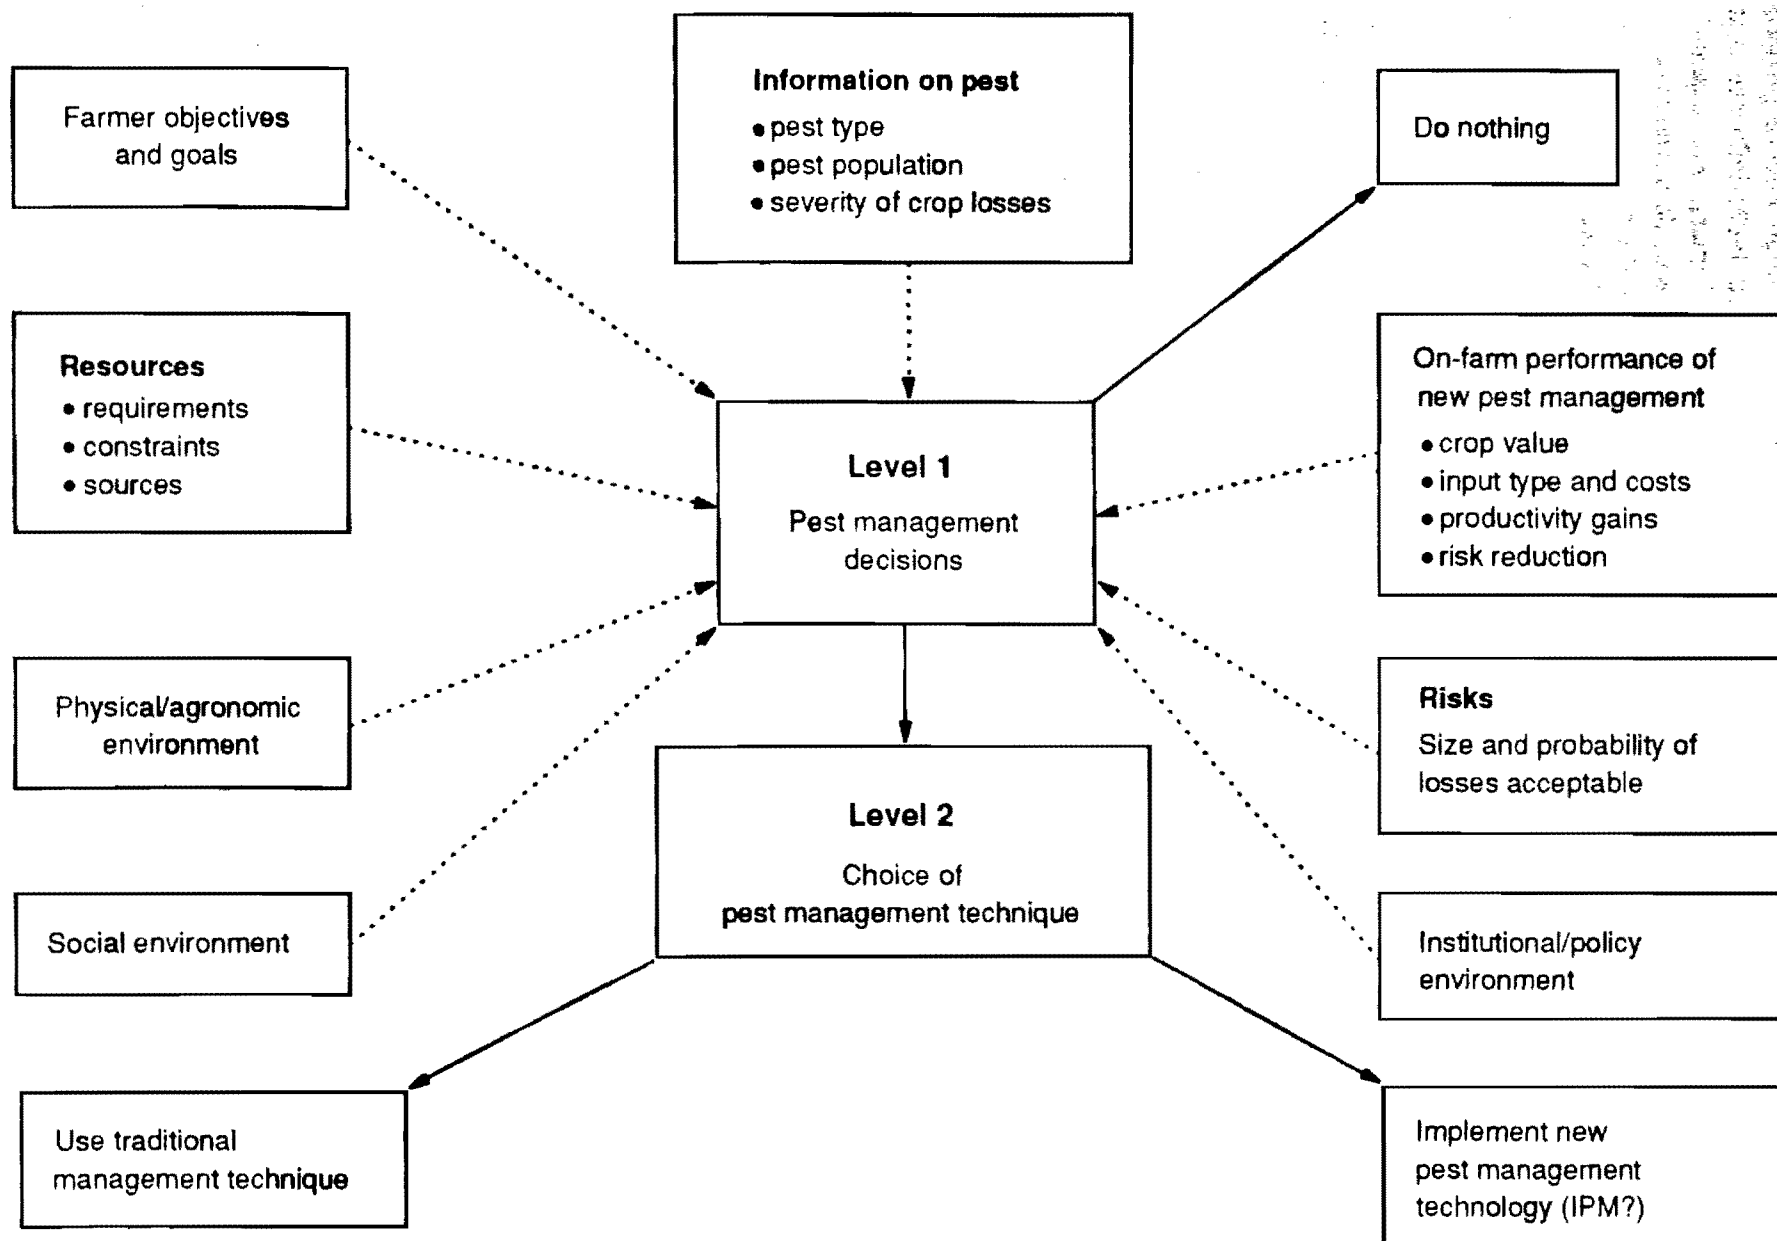 Farmer objectives
and goals
Information on pest
• pest type
• pest population
• severity of crop losses
Do nothing
Resources
• requirements
• constraints
• sources
Level 1
Pest management
decisions
On-farm performance of
new pest management
• crop value
• input type and costs
• productivity gains
• risk reduction
Physical/agronomic
environment
Risks
Size and probability of
losses acceptable
Level 2
Choice of
pest management technique
Social environment
Institutional/policy
environment
Use traditional
management technique
Implement new
pest management
technology (IPM?)